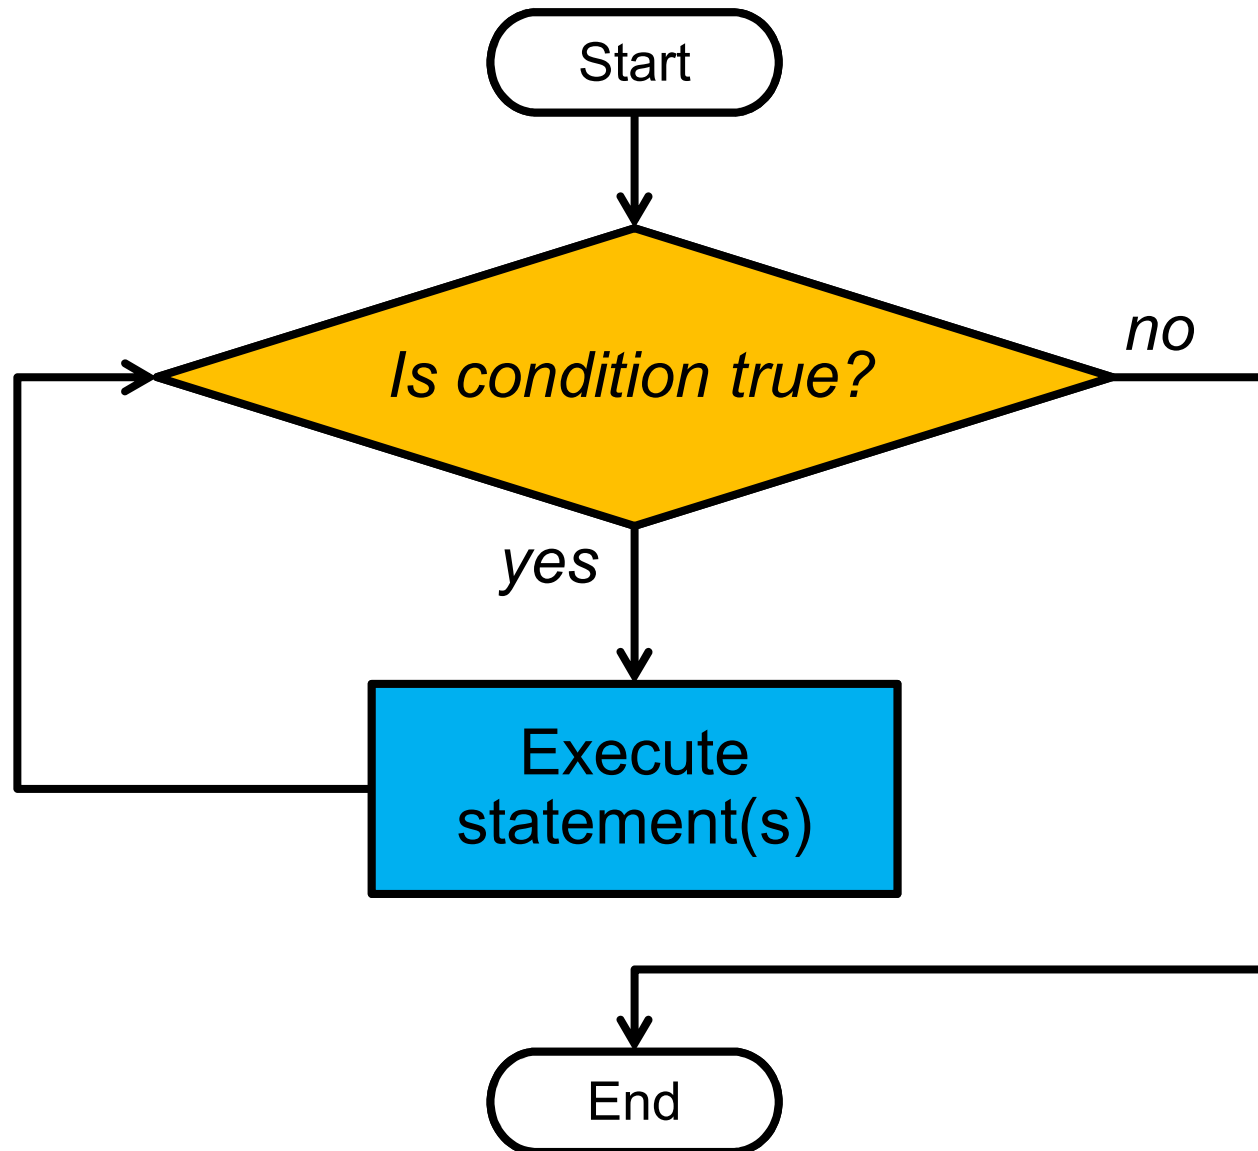 Start
Is condition true?
no
yes
Execute
statement(s)
End